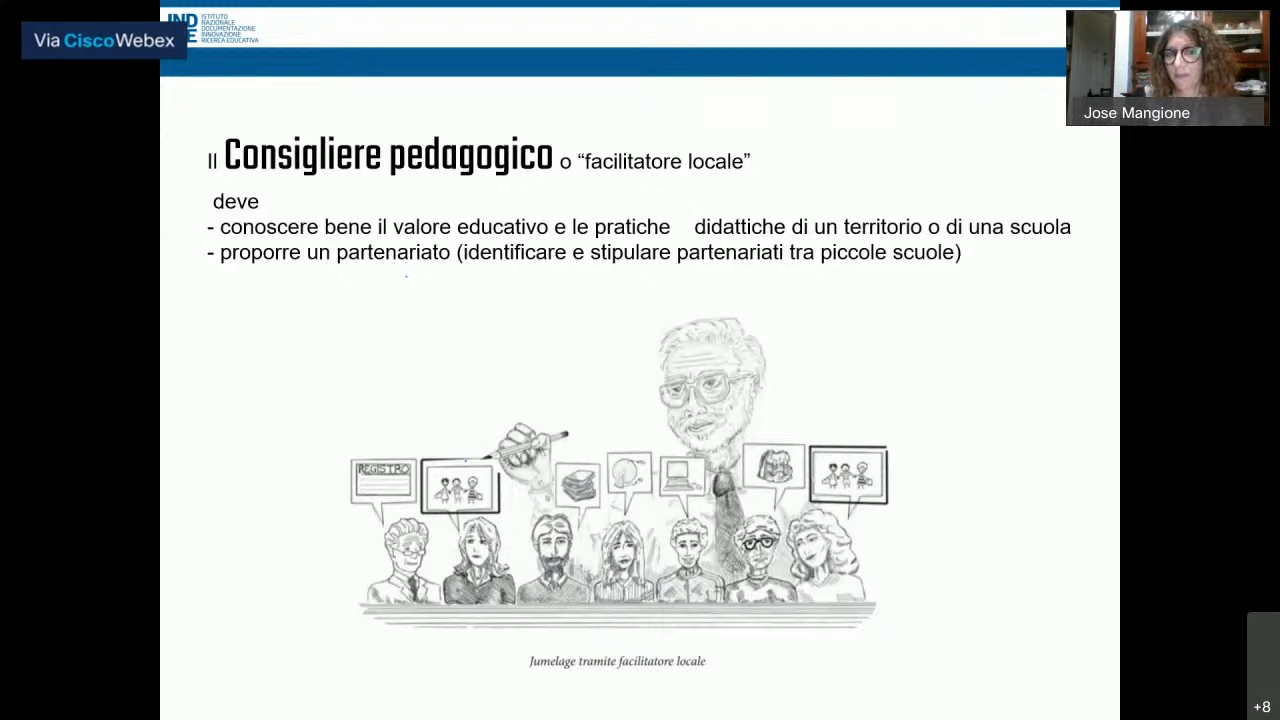 Via Cisco Webex
IND
E
ISTITUTO
NAZIONALE
DOCUMENTAZIONE
INNOVAZIONE
RICERCA EDUCATIVA
Jose Mangione
Il Consigliere pedagogico o “facilitatore locale”
deve
- conoscere bene il valore educativo e le pratiche didattiche di un territorio o di una scuola
- proporre un partenariato (identificare e stipulare partenariati tra piccole scuole)
REGISTRO
Jumelage tramite facilitatore locale
+8